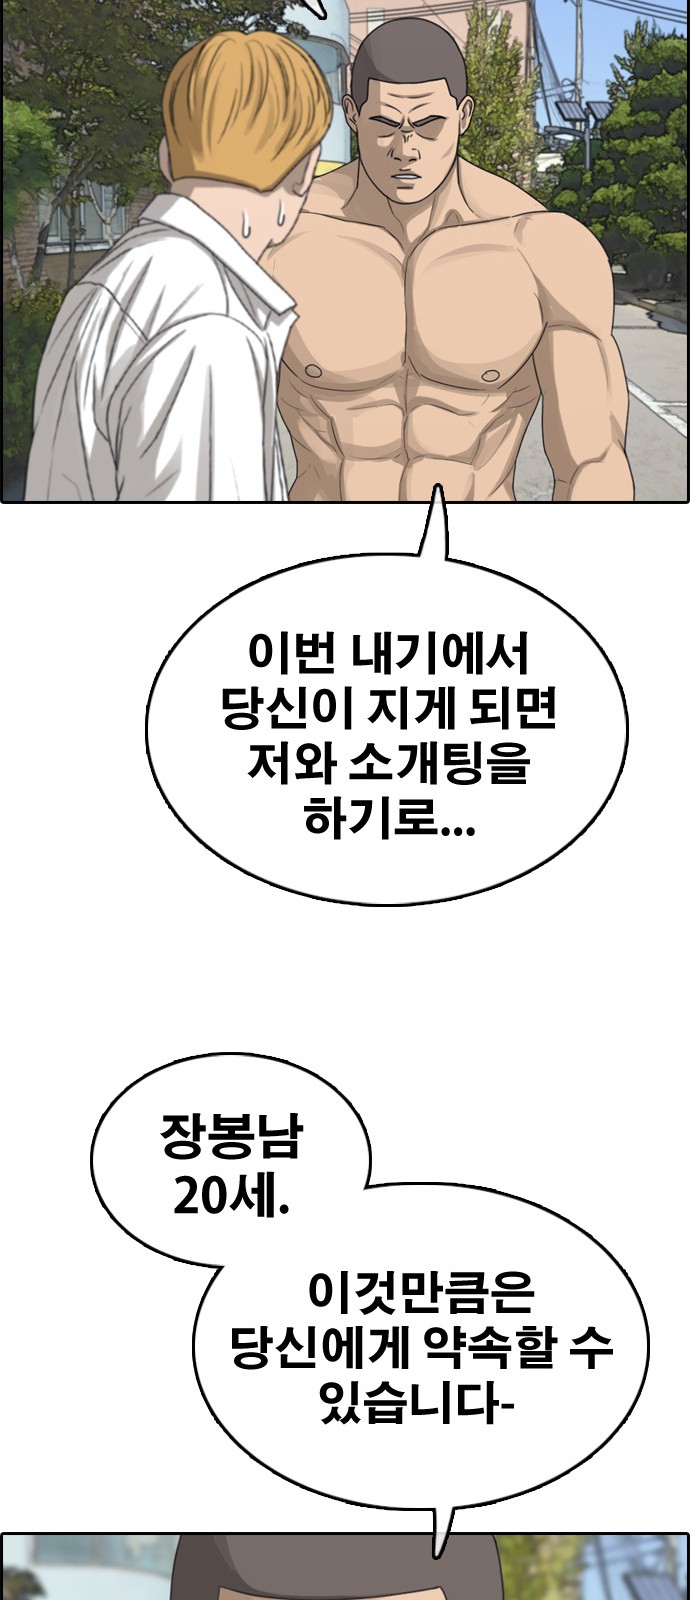 이번 내기에서
당신이 지게 되면
저와 소개팅을
하기로...
장봉남
20세.
이것만큼은
당신에게 약속할 수
있습니다-